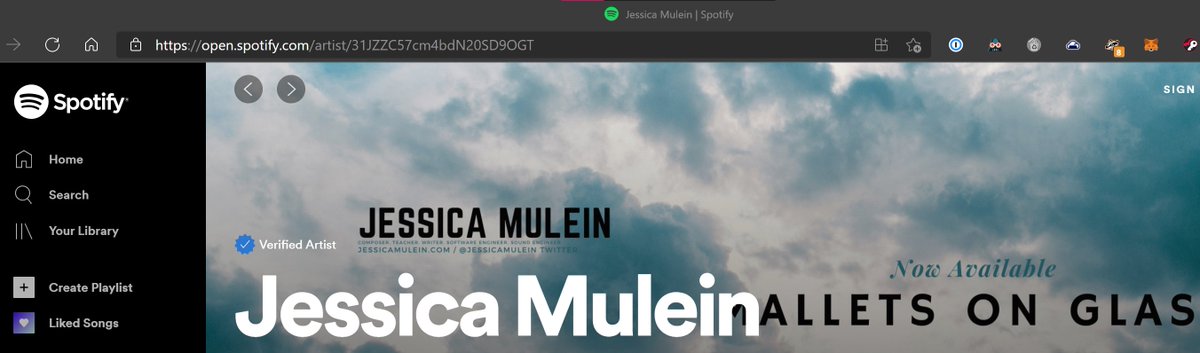 Jessica Mulein | Spotify
https://open.spotify.com/artist/31JZZC57cm4bdN20SD9OGT
8
Spotify
SIGN
Home
Search
Your Library
Create Playlist
Liked Songs
JESSICA MULEIN
COMPOSER. TEACHER. WRITER. SOFTWARE ENGINEER. SOUND ENGINEER
JESSICAMULEIN.COM / @JESSICAMULEIN TWITTER
Verified Artist
Jessica Mulein
Now Available
MALLETS ON GLAS